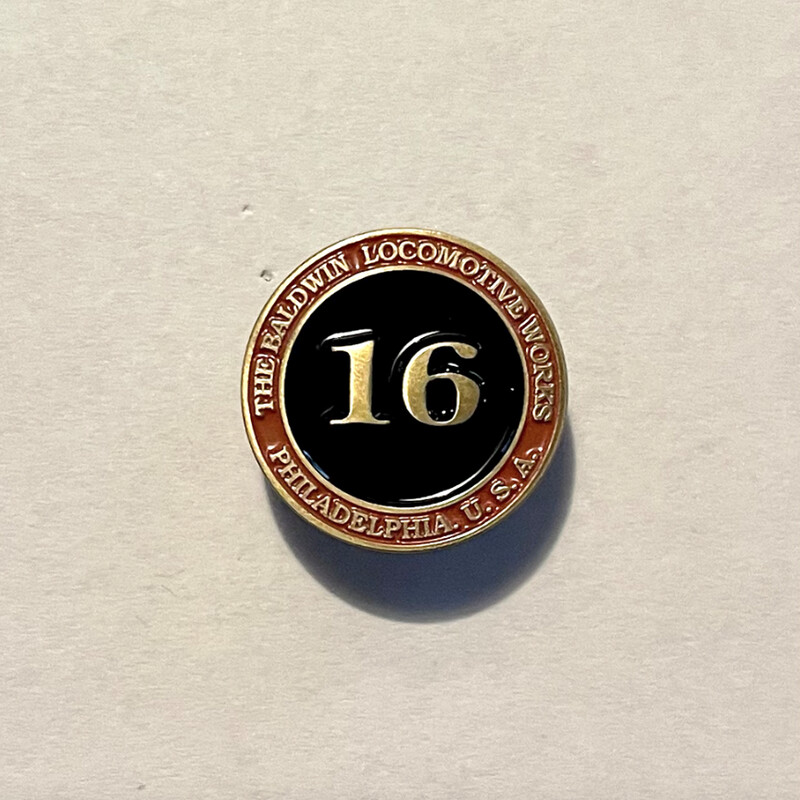 THE BALDWIN LOCOMOTIVE WORKS
16
PHILADELPHIA. U. S. A.